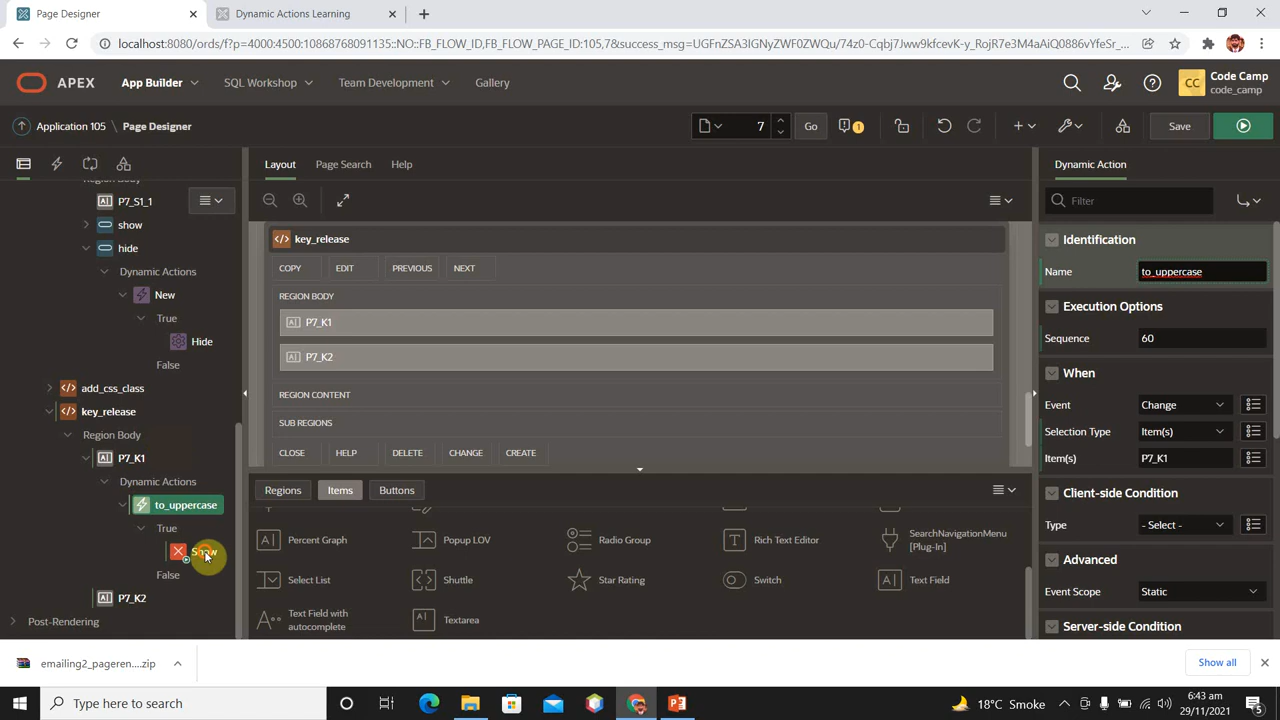 Page Designer
Dynamic Actions Learning
localhost:8080/ords/f?p=4000:4500:10868768091135::NO::FB_FLOW_ID,FB_FLOW_PAGE_ID:105,7&success_msg=UGFnZSA3IGNyZWF0ZWQu/74z0-Cqbj7Jww9kfcevK-y_RojR7e3M4aAiQ0886vYfeSr_...
APEX
App Builder
SQL Workshop
Team Development
Gallery
CC
Code Camp
code_camp
Application 105 \ Page Designer
7
Go
1
Save
Layout
Page Search
Help
Dynamic Action
Region Body
P7_S1_1
show
hide
Dynamic Actions
New
True
Hide
False
add_css_class
key_release
Region Body
P7_K1
Dynamic Actions
to_uppercase
True
Show
False
P7_K2
Post-Rendering
key_release
COPY
EDIT
PREVIOUS
NEXT
REGION BODY
P7_K1
P7_K2
REGION CONTENT
SUB REGIONS
CLOSE
HELP
DELETE
CHANGE
CREATE
Regions
Items
Buttons
Percent Graph
Popup LOV
Radio Group
Rich Text Editor
SearchNavigationMenu
[Plug-In]
Select List
Shuttle
Star Rating
Switch
Text Field
Text Field with
autocomplete
Textarea
Filter
Identification
Name
to_uppercase
Execution Options
Sequence
60
When
Event
Change
Selection Type
Item(s)
Item(s)
P7_K1
Client-side Condition
Type
- Select -
Advanced
Event Scope
Static
Server-side Condition
emailing2_pageren....zip
Show all
Type here to search
18°C Smoke
6:43 am
29/11/2021
5